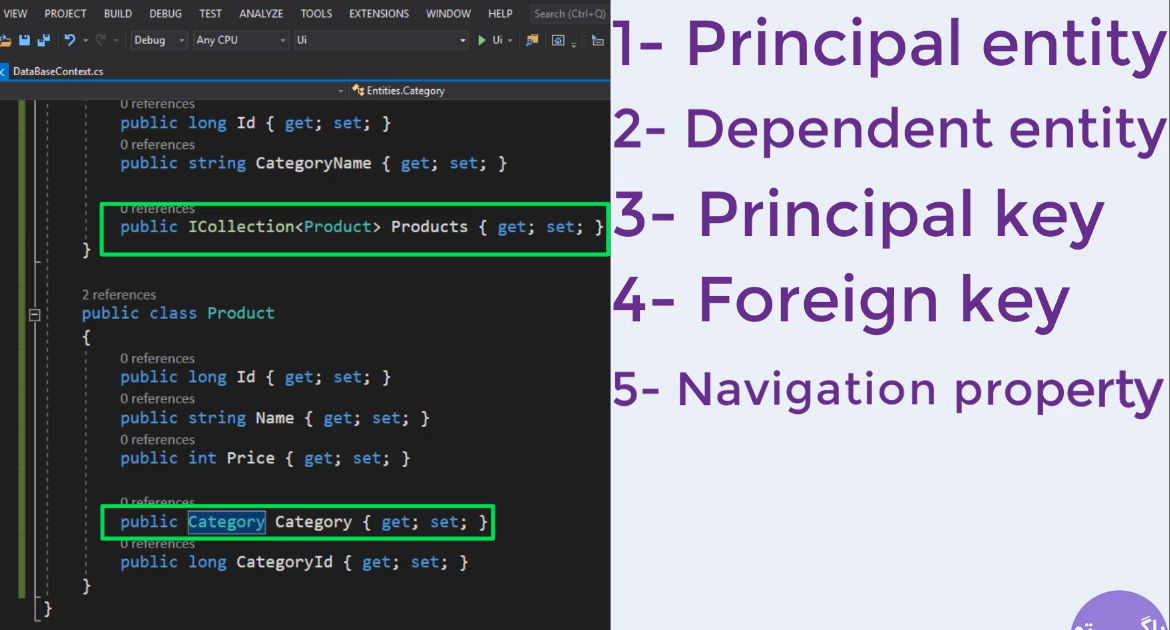 VIEW PROJECT BUILD DEBUG TEST ANALYZE TOOLS EXTENSIONS WINDOW HELP Search (Ctrl+Q)
Debug Any CPU Ui Ui
DataBaseContext.cs
Entities.Category
0 references
public long Id { get; set; }
0 references
public string CategoryName { get; set; }
0 references
public ICollection<Product> Products { get; set; }
}
2 references
public class Product
{
0 references
public long Id { get; set; }
0 references
public string Name { get; set; }
0 references
public int Price { get; set; }
0 references
public Category Category { get; set; }
0 references
public long CategoryId { get; set; }
}
}
1- Principal entity
2- Dependent entity
3- Principal key
4- Foreign key
5- Navigation property